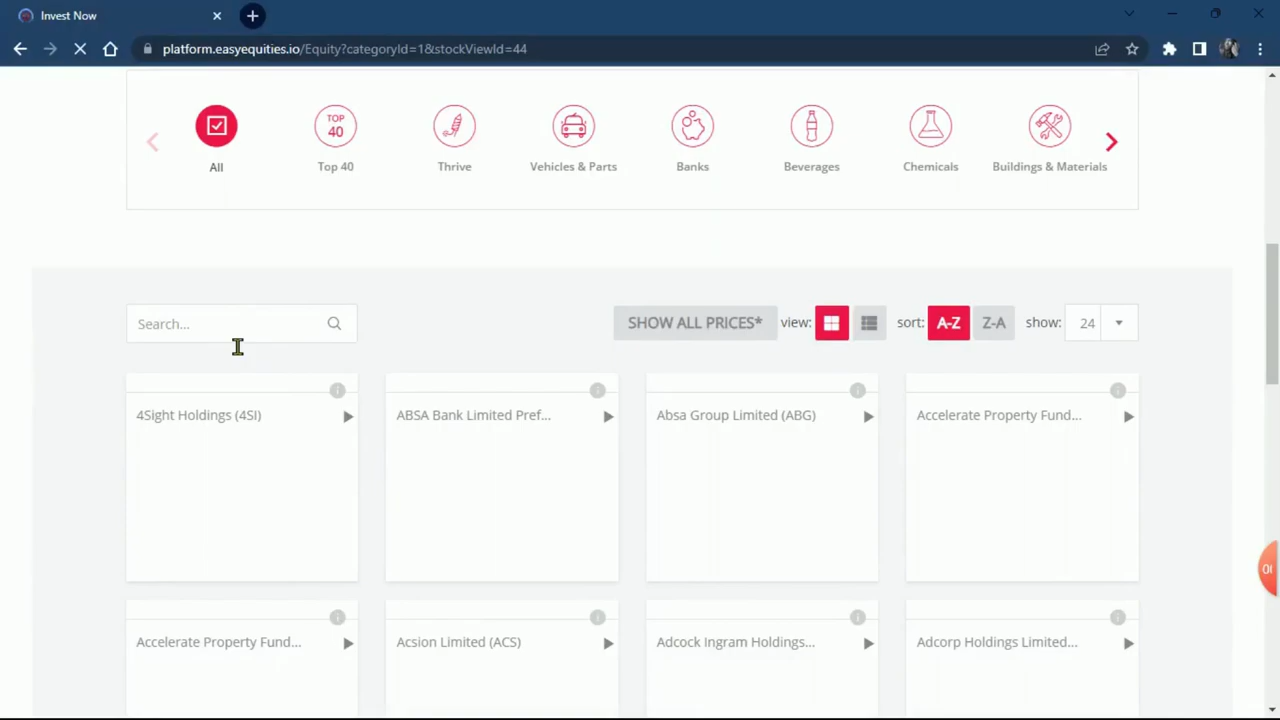 Invest Now
platform.easyequities.io/Equity?categoryId=1&stockViewId=44
TOP
40
All
Top 40
Thrive
Vehicles & Parts
Banks
Beverages
Chemicals
Buildings & Materials
Search...
SHOW ALL PRICES*
view:
sort:
A-Z
Z-A
show:
24
4Sight Holdings (4SI)
ABSA Bank Limited Pref...
Absa Group Limited (ABG)
Accelerate Property Fund...
Accelerate Property Fund...
Acsion Limited (ACS)
Adcock Ingram Holdings...
Adcorp Holdings Limited...